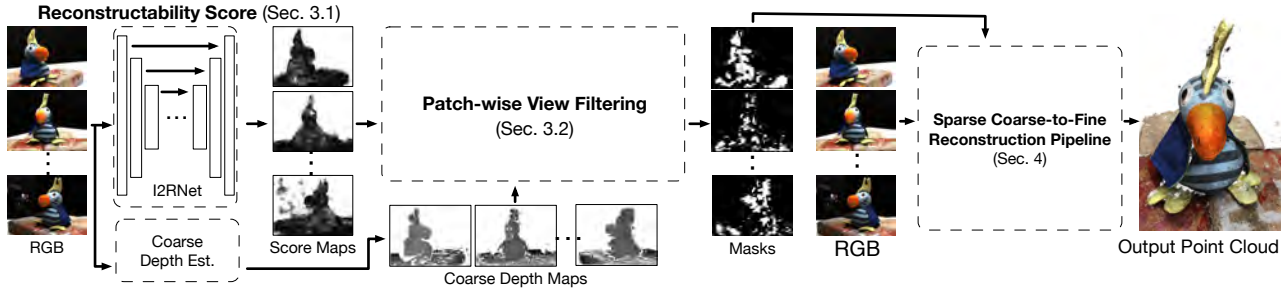 Reconstructability Score (Sec. 3.1)
I2RNet
RGB
Coarse
Depth Est.
Score Maps
Patch-wise View Filtering
(Sec. 3.2)
Coarse Depth Maps
Masks
RGB
Sparse Coarse-to-Fine
Reconstruction Pipeline
(Sec. 4)
Output Point Cloud